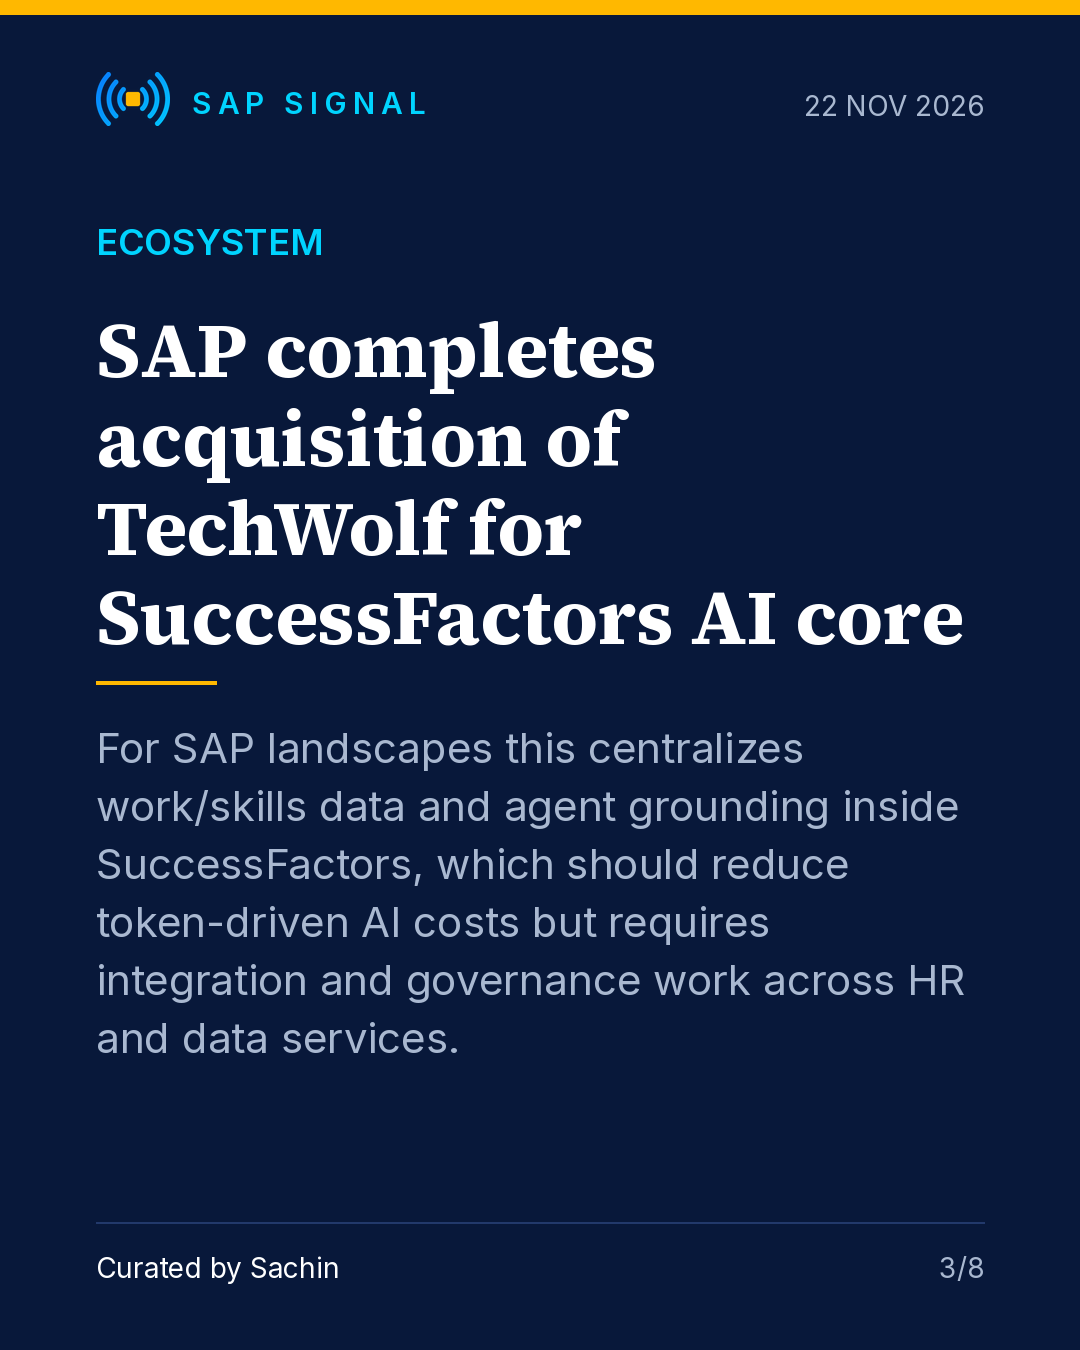 SAP SIGNAL
22 NOV 2026
ECOSYSTEM
SAP completes
acquisition of
TechWolf for
SuccessFactors AI core
For SAP landscapes this centralizes
work/skills data and agent grounding inside
SuccessFactors, which should reduce
token-driven AI costs but requires
integration and governance work across HR
and data services.
Curated by Sachin
3/8